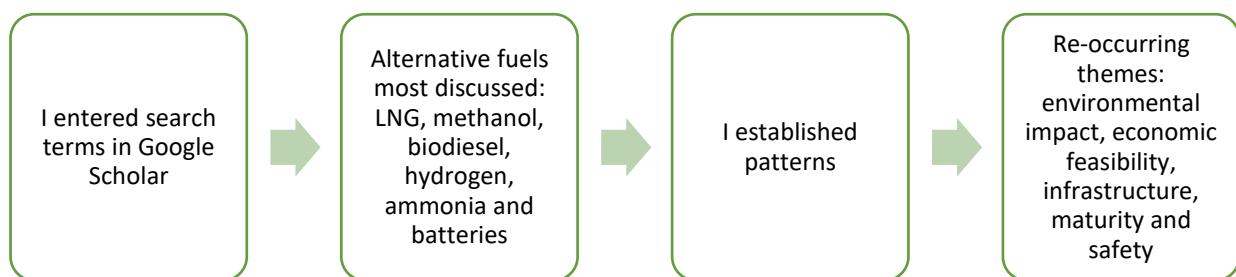 I entered search
terms in Google
Scholar
Alternative fuels
most discussed:
LNG, methanol,
biodiesel,
hydrogen,
ammonia and
batteries
I established
patterns
Re-occurring
themes:
environmental
impact, economic
feasibility,
infrastructure,
maturity and
safety